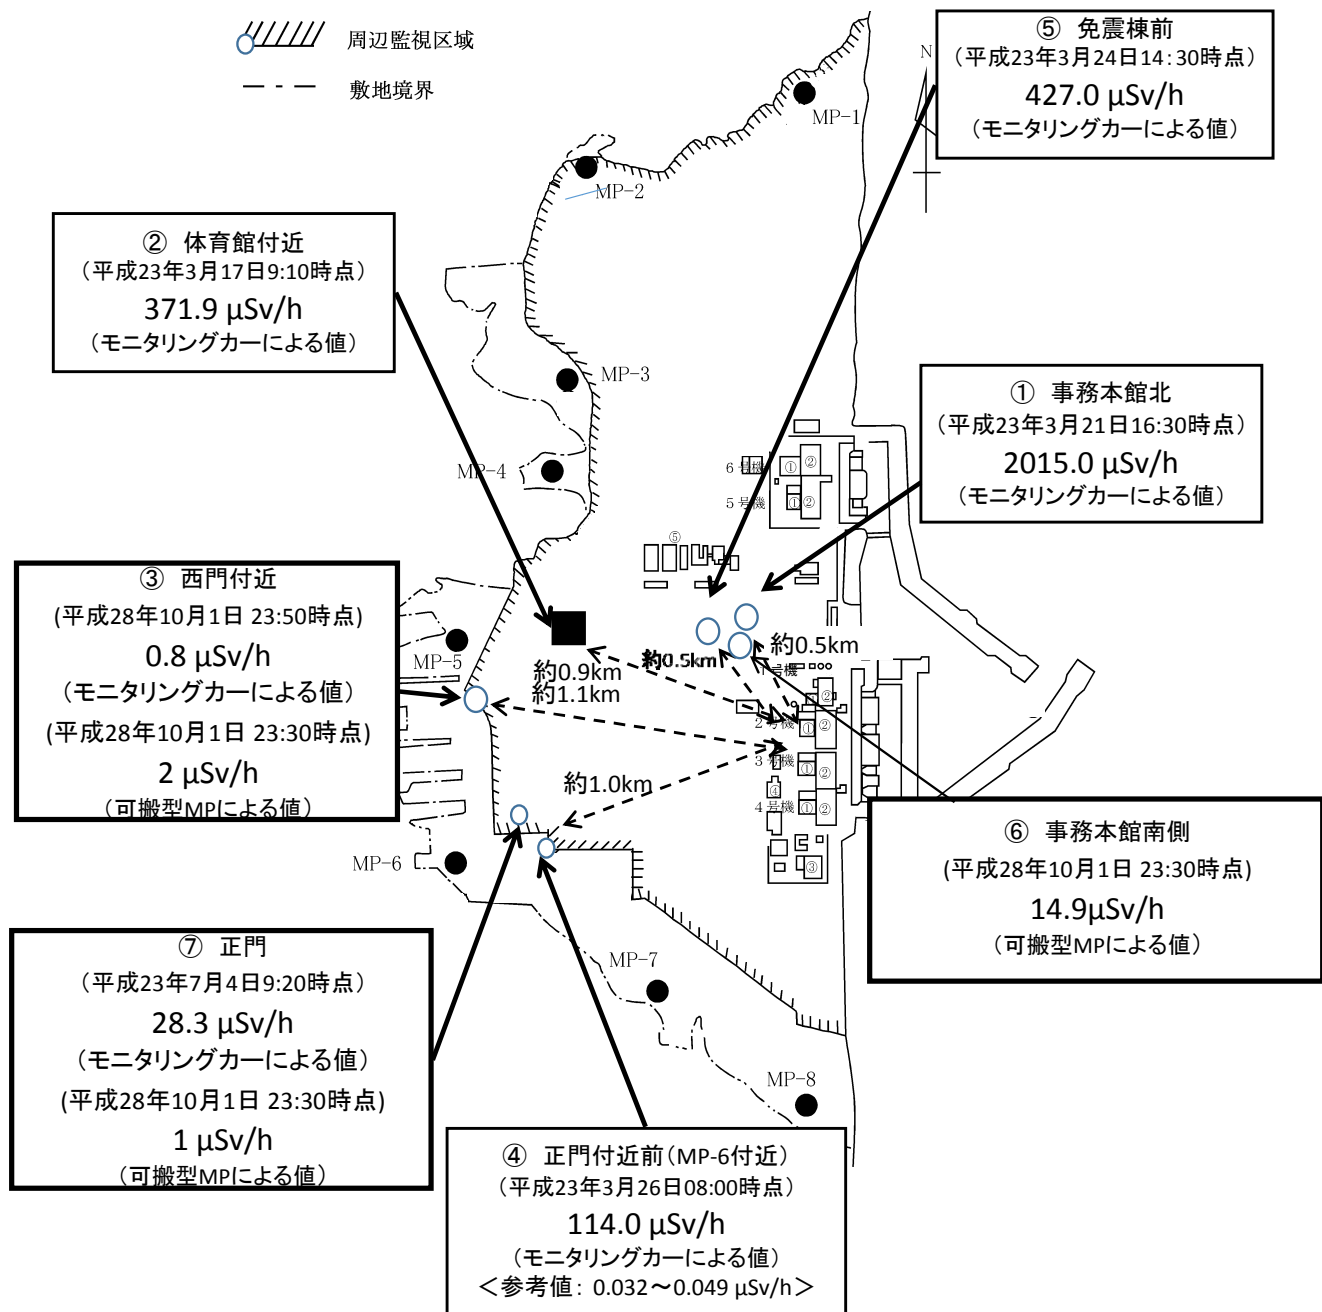 周辺監視区域
敷地境界
⑤ 免震棟前
(平成23年3月24日14:30時点)
427.0 μSv/h
(モニタリングカーによる値)
N
MP-1
MP-2
② 体育館付近
(平成23年3月17日9:10時点)
371.9 μSv/h
(モニタリングカーによる値)
MP-3
① 事務本館北
(平成23年3月21日16:30時点)
2015.0 μSv/h
(モニタリングカーによる値)
MP-4
6号機
① ②
5号機
① ②
⑤
③ 西門付近
(平成28年10月1日 23:50時点)
0.8 μSv/h
(モニタリングカーによる値)
(平成28年10月1日 23:30時点)
2 μSv/h
(可搬型MPによる値)
MP-5
約0.9km
約1.1km
約0.5km
約0.5km
1号機
②
2号機
① ②
3号機
① ②
④
4号機
① ②
③
約1.0km
MP-6
⑥ 事務本館南側
(平成28年10月1日 23:30時点)
14.9μSv/h
(可搬型MPによる値)
⑦ 正門
(平成23年7月4日9:20時点)
28.3 μSv/h
(モニタリングカーによる値)
(平成28年10月1日 23:30時点)
1 μSv/h
(可搬型MPによる値)
MP-7
MP-8
④ 正門付近前(MP-6付近)
(平成23年3月26日08:00時点)
114.0 μSv/h
(モニタリングカーによる値)
<参考値: 0.032～0.049 μSv/h>